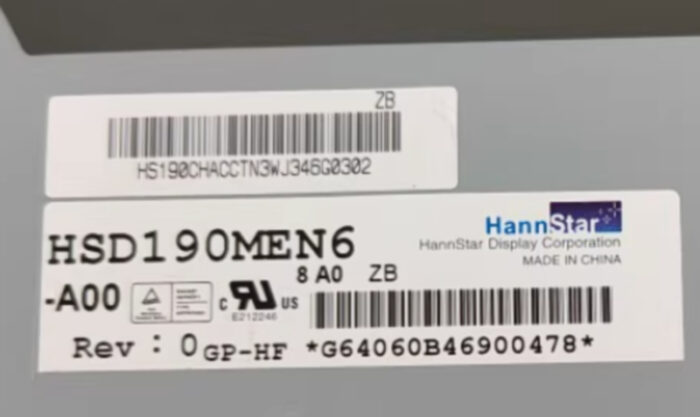 ZB
HS190CHACCTN3WJ346G0302
HannStar
HSD190MEN6
HannStar Display Corporation
MADE IN CHINA
8 A0 ZB
-A00
c RU US
E212246
Rev : 0 GP-HF *G64060B46900478*